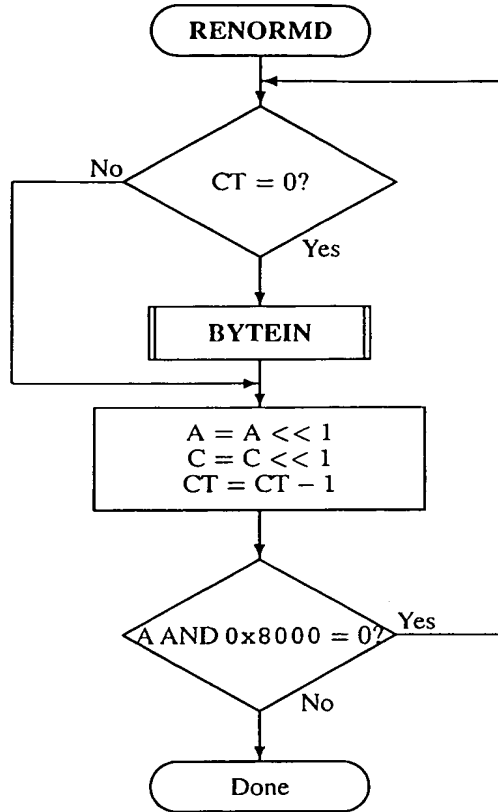 RENORMD
No
CT = 0?
Yes
BYTEIN
A = A << 1
C = C << 1
CT = CT − 1
A AND 0x8000 = 0?
Yes
No
Done